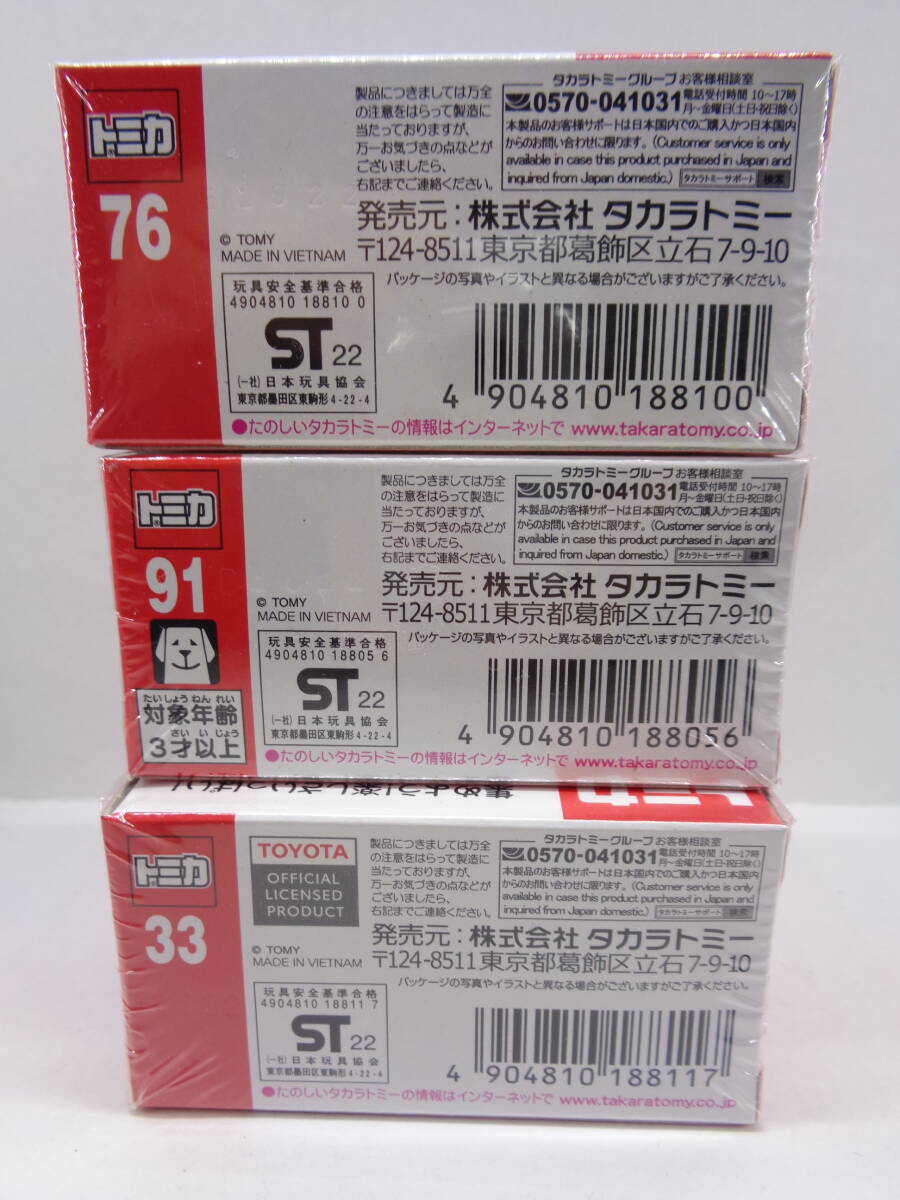 トミカ
76
製品につきましては万全
の注意をはらって製造に
当たっておりますが、
万一お気づきの点などが
ございましたら、
右記までご連絡ください。
タカラトミーグループお客様相談室
0570-041031 電話受付時間 10〜17時
月〜金曜日(土日・祝日除く)
本製品のお客様サポートは日本国内でのご購入かつ日本国内
からのお問い合わせに限ります。(Customer service is only
available in case this product purchased in Japan and
inquired from Japan domestic.) タカラトミーサポート 検索
発売元:株式会社 タカラトミー
〒124-8511東京都葛飾区立石7-9-10
© TOMY
MADE IN VIETNAM
パッケージの写真やイラストと異なる場合がございますがご了承ください。
玩具安全基準合格
4904810 18810 0
ST 22
(一社)日本玩具協会
東京都墨田区東駒形4-22-4
4 904810 188100
●たのしいタカラトミーの情報はインターネットで www.takaratomy.co.jp
トミカ
91
たいしょうねんれい
対象年齢
さいいじょう
3才以上
製品につきましては万全
の注意をはらって製造に
当たっておりますが、
万一お気づきの点などが
ございましたら、
右記までご連絡ください。
タカラトミーグループお客様相談室
0570-041031 電話受付時間 10〜17時
月〜金曜日(土日・祝日除く)
本製品のお客様サポートは日本国内でのご購入かつ日本国内
からのお問い合わせに限ります。(Customer service is only
available in case this product purchased in Japan and
inquired from Japan domestic.) タカラトミーサポート 検索
発売元:株式会社 タカラトミー
〒124-8511東京都葛飾区立石7-9-10
© TOMY
MADE IN VIETNAM
パッケージの写真やイラストと異なる場合がございますがご了承ください。
玩具安全基準合格
4904810 18805 6
ST 22
(一社)日本玩具協会
東京都墨田区東駒形4-22-4
4 904810 188056
●たのしいタカラトミーの情報はインターネットで www.takaratomy.co.jp
集めよう!楽しさいっぱい!
トミカ
トミカ
33
TOYOTA
OFFICIAL
LICENSED
PRODUCT
製品につきましては万全
の注意をはらって製造に
当たっておりますが、
万一お気づきの点などが
ございましたら、
右記までご連絡ください。
タカラトミーグループお客様相談室
0570-041031 電話受付時間 10〜17時
月〜金曜日(土日・祝日除く)
本製品のお客様サポートは日本国内でのご購入かつ日本国内
からのお問い合わせに限ります。(Customer service is only
available in case this product purchased in Japan and
inquired from Japan domestic.) タカラトミーサポート 検索
発売元:株式会社 タカラトミー
〒124-8511東京都葛飾区立石7-9-10
© TOMY
MADE IN VIETNAM
パッケージの写真やイラストと異なる場合がございますがご了承ください。
玩具安全基準合格
4904810 18811 7
ST 22
(一社)日本玩具協会
東京都墨田区東駒形4-22-4
4 904810 188117
●たのしいタカラトミーの情報はインターネットで www.takaratomy.co.jp